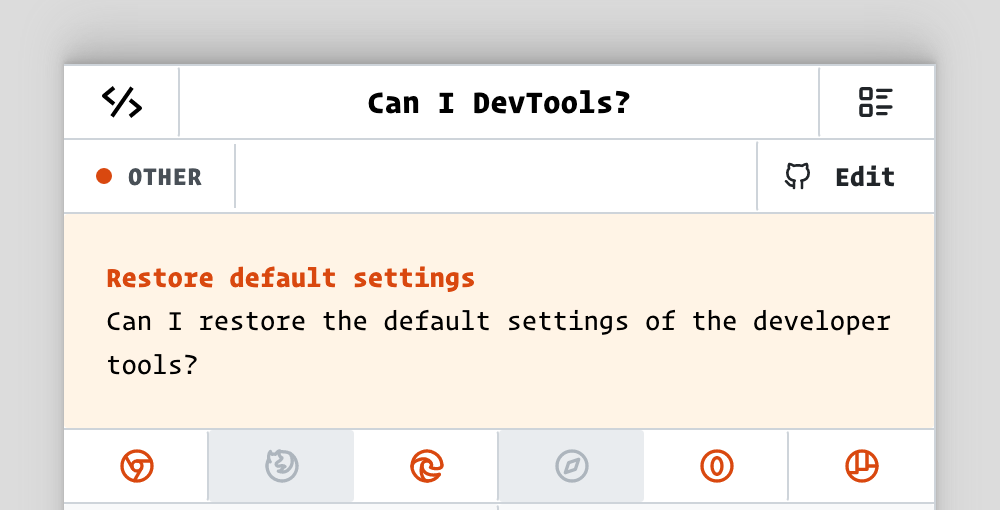 Can I DevTools?
OTHER
Edit
Restore default settings
Can I restore the default settings of the developer
tools?